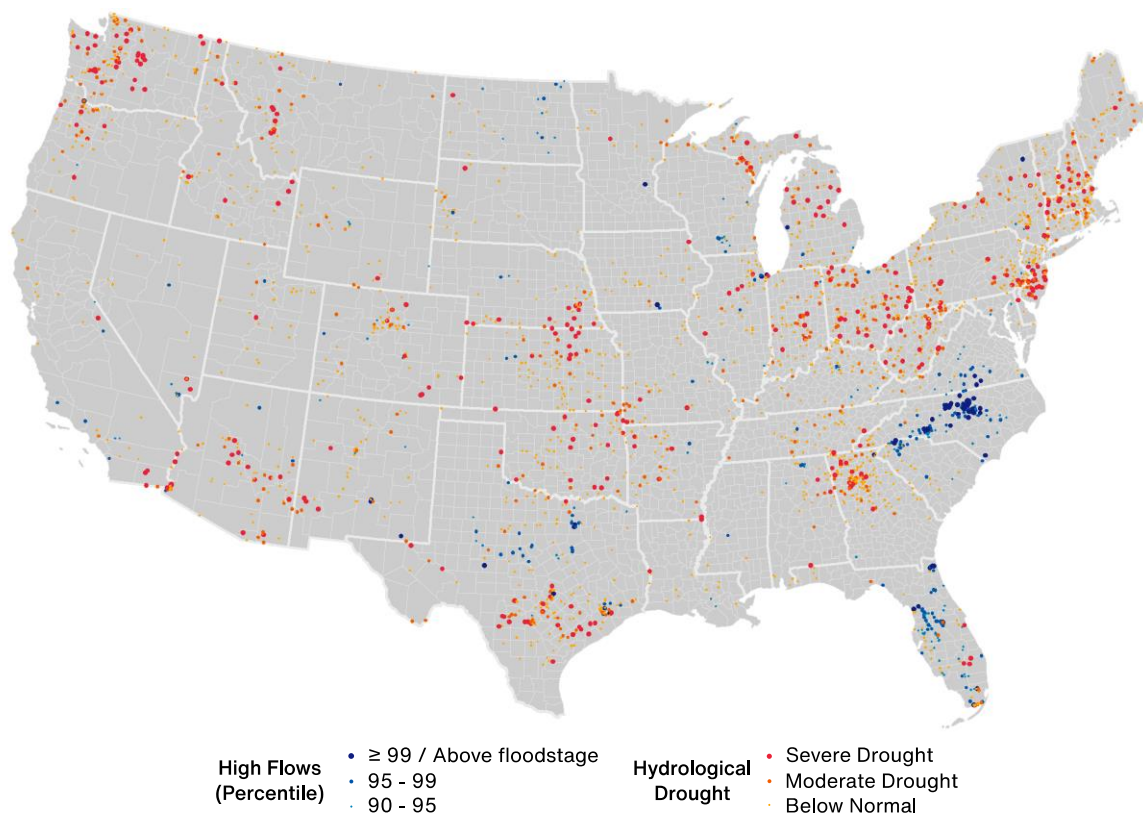 High Flows
(Percentile)
≥ 99 / Above floodstage
95 - 99
90 - 95
Hydrological
Drought
Severe Drought
Moderate Drought
Below Normal